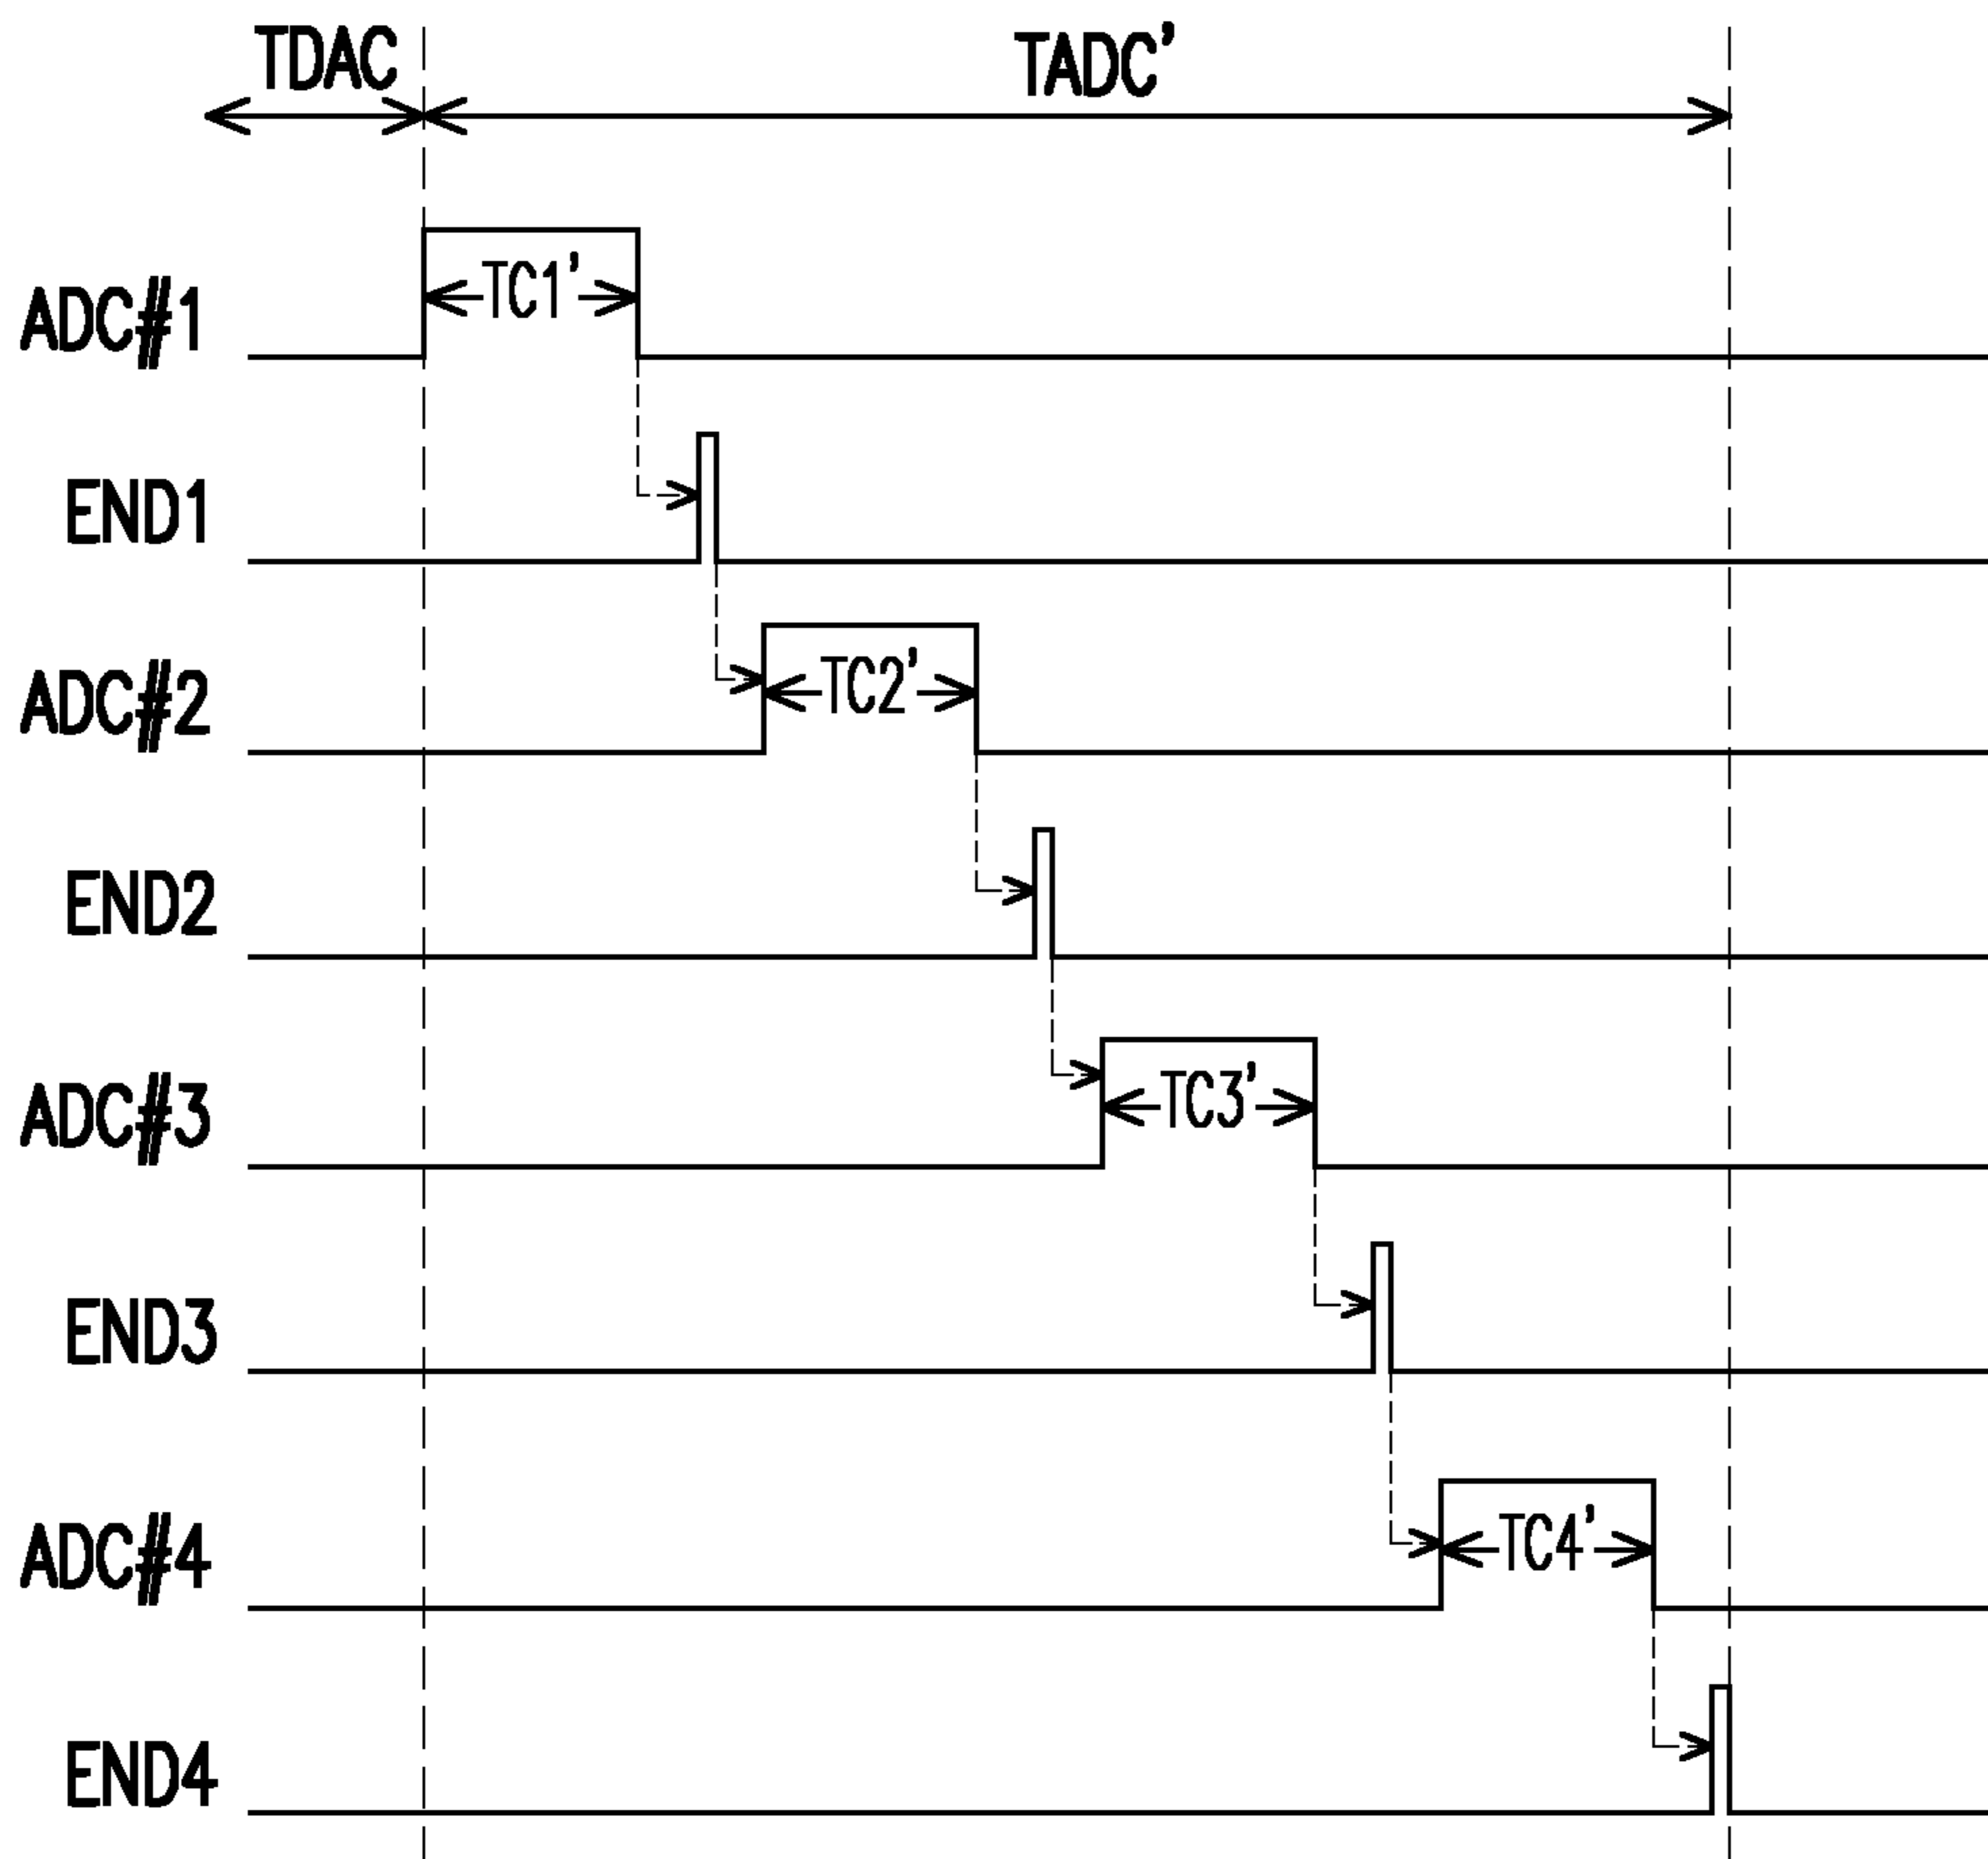 TDAC
TADC'
ADC#1
TC1'
END1
ADC#2
TC2'
END2
ADC#3
TC3'
END3
ADC#4
TC4'
END4